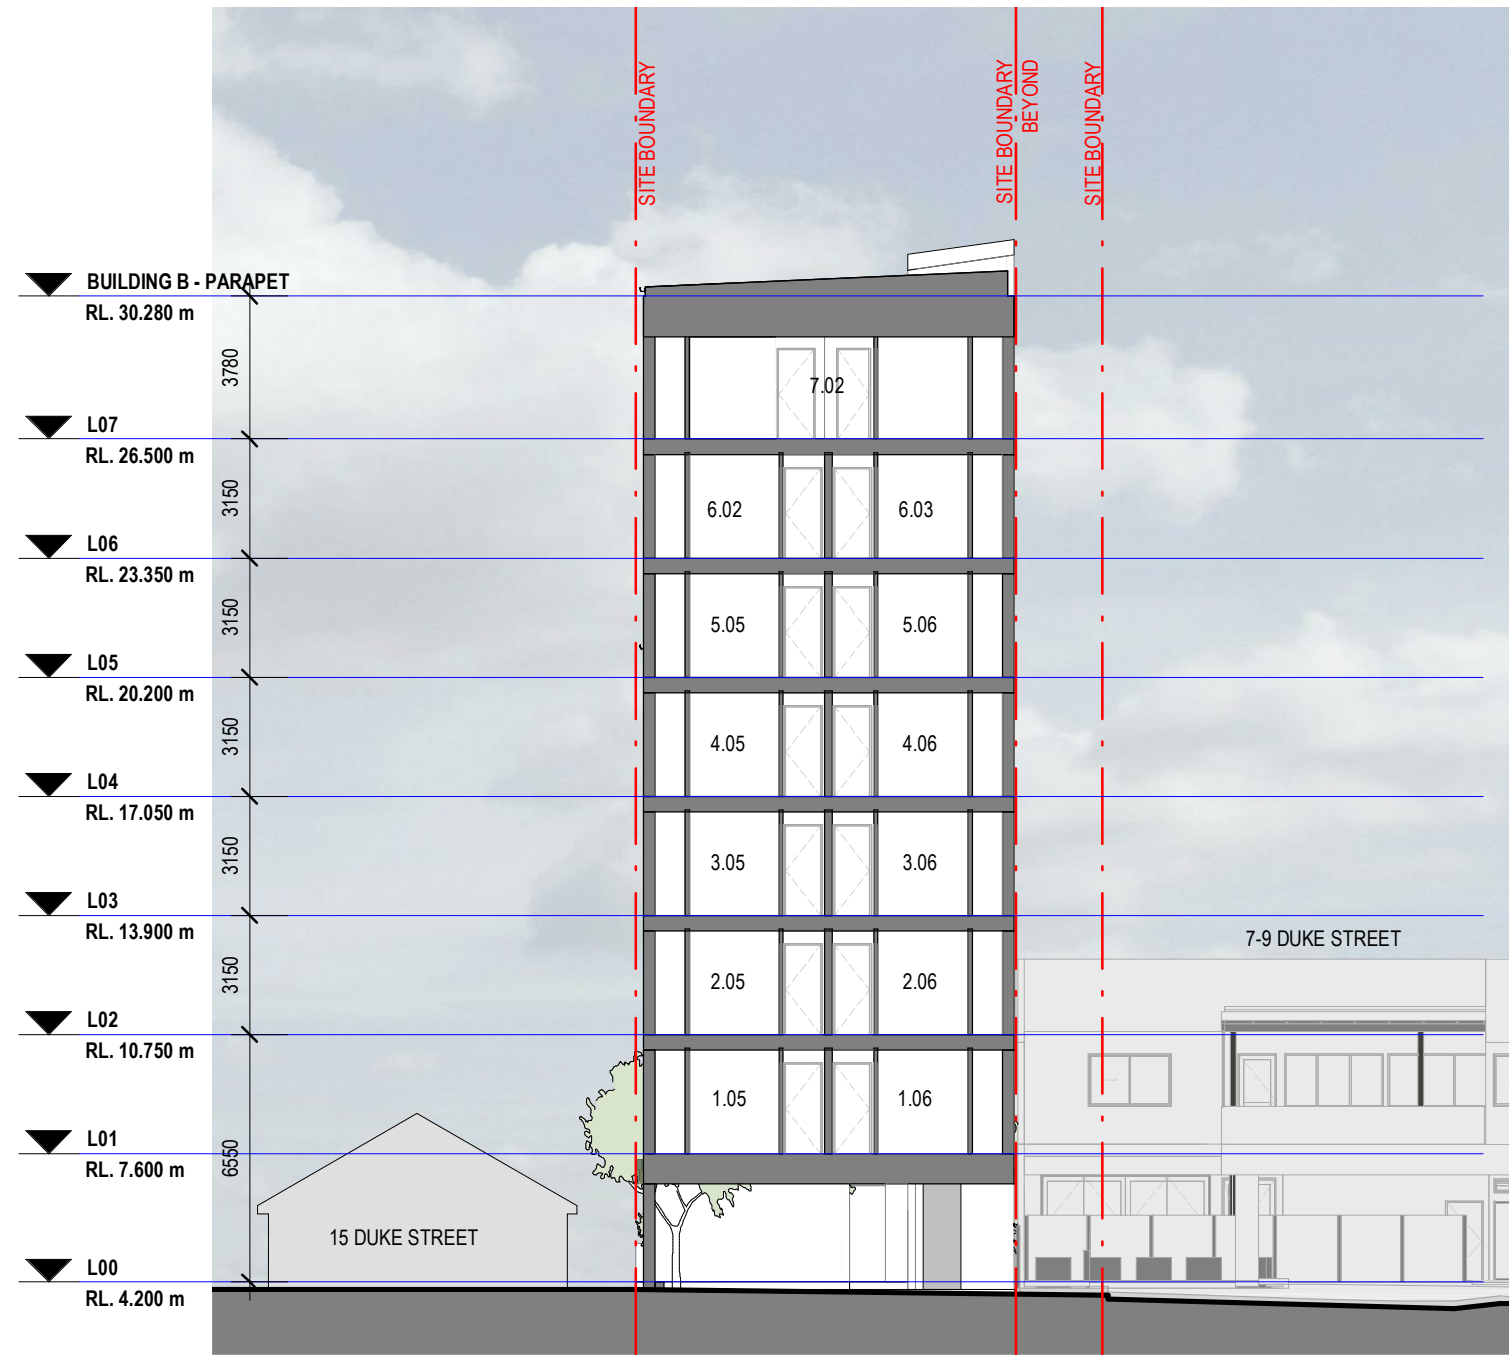 SITE BOUNDARY
SITE BOUNDARY
BEYOND
SITE BOUNDARY
BUILDING B - PARAPET
RL. 30.280 m
3780
7.02
L07
RL. 26.500 m
3150
6.02
6.03
L06
RL. 23.350 m
3150
5.05
5.06
L05
RL. 20.200 m
3150
4.05
4.06
L04
RL. 17.050 m
3150
3.05
3.06
L03
RL. 13.900 m
7-9 DUKE STREET
3150
2.05
2.06
L02
RL. 10.750 m
1.05
1.06
L01
RL. 7.600 m
6550
15 DUKE STREET
L00
RL. 4.200 m